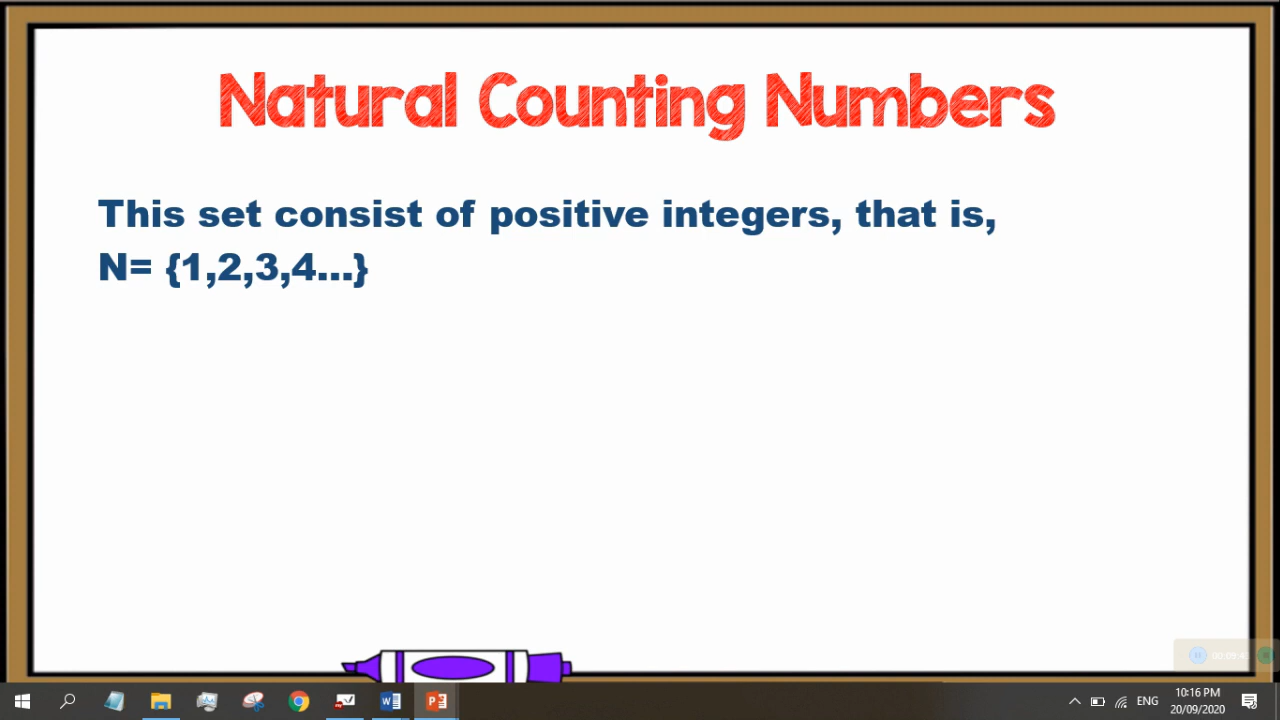 Natural Counting Numbers
This set consist of positive integers, that is,
N= {1,2,3,4...}
ENG
10:16 PM
20/09/2020